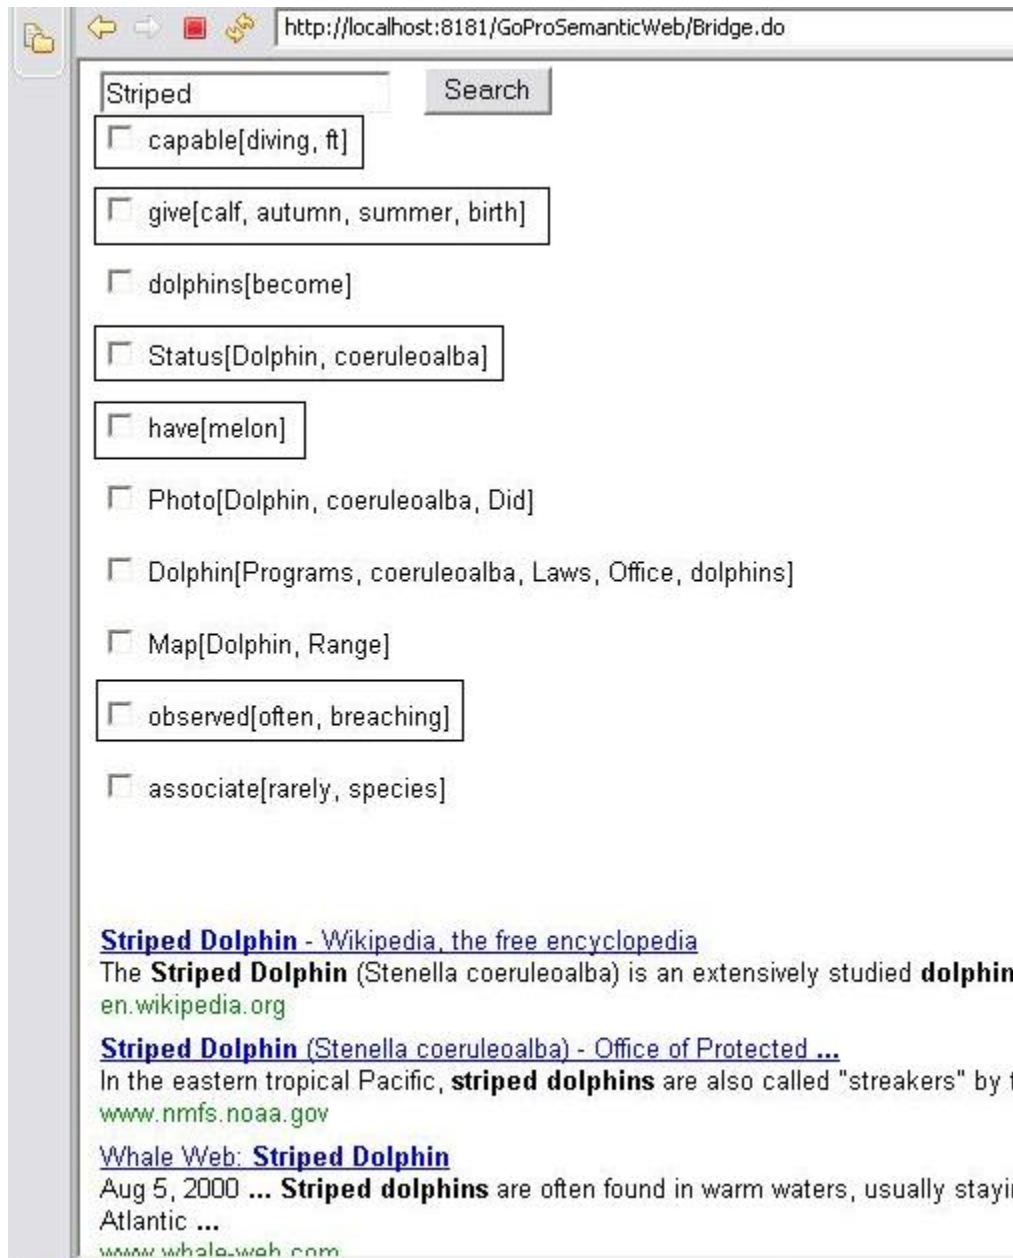 http://localhost:8181/GoProSemanticWeb/Bridge.do
Striped Search
capable[diving, ft]
give[calf, autumn, summer, birth]
dolphins[become]
Status[Dolphin, coeruleoalba]
have[melon]
Photo[Dolphin, coeruleoalba, Did]
Dolphin[Programs, coeruleoalba, Laws, Office, dolphins]
Map[Dolphin, Range]
observed[often, breaching]
associate[rarely, species]
Striped Dolphin - Wikipedia, the free encyclopedia
The Striped Dolphin (Stenella coeruleoalba) is an extensively studied dolphin
en.wikipedia.org
Striped Dolphin (Stenella coeruleoalba) - Office of Protected ...
In the eastern tropical Pacific, striped dolphins are also called "streakers" by
www.nmfs.noaa.gov
Whale Web: Striped Dolphin
Aug 5, 2000 ... Striped dolphins are often found in warm waters, usually
Atlantic ...
www.whale-web.com